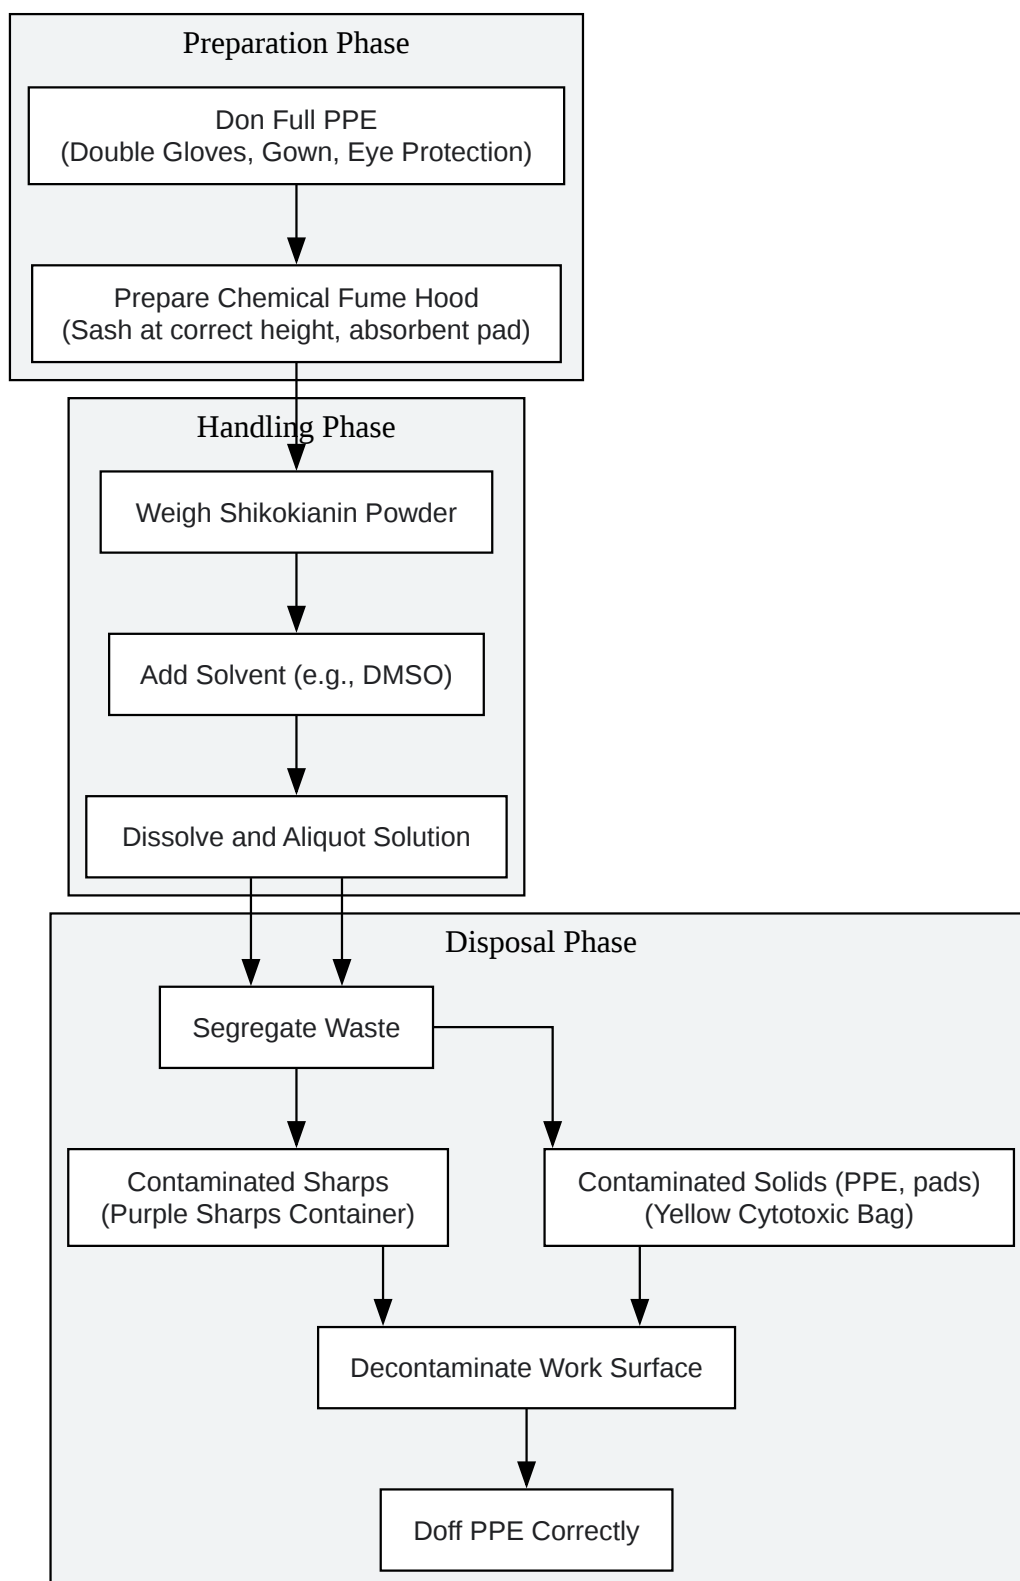 Preparation Phase
Don Full PPE
(Double Gloves, Gown, Eye Protection)
Prepare Chemical Fume Hood
(Sash at correct height, absorbent pad)
Handling Phase
Weigh Shikokianin Powder
Add Solvent (e.g., DMSO)
Dissolve and Aliquot Solution
Disposal Phase
Segregate Waste
Contaminated Sharps
(Purple Sharps Container)
Contaminated Solids (PPE, pads)
(Yellow Cytotoxic Bag)
Decontaminate Work Surface
Doff PPE Correctly